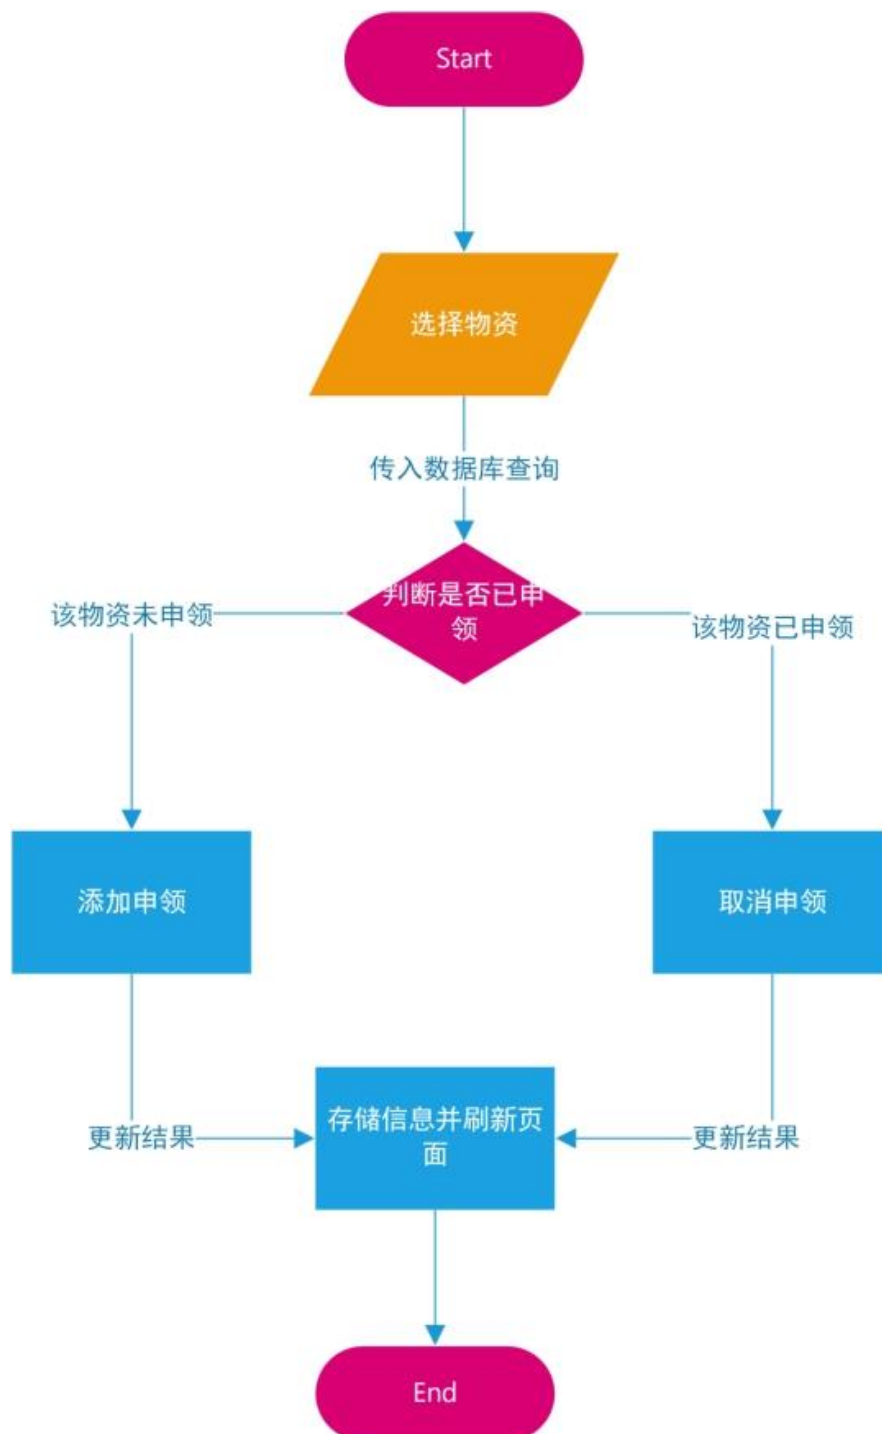 Start
选择物资
传入数据库查询
判断是否已申
领
该物资未申领
该物资已申领
添加申领
取消申领
存储信息并刷新页
面
更新结果
更新结果
End